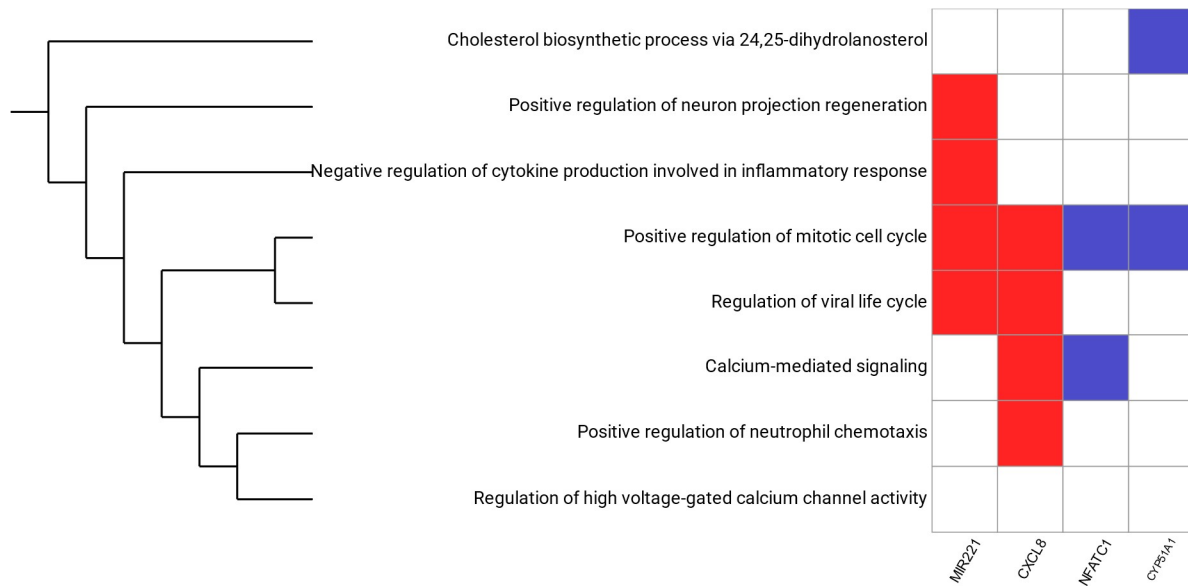 Cholesterol biosynthetic process via 24,25-dihydrolanosterol
Positive regulation of neuron projection regeneration
Negative regulation of cytokine production involved in inflammatory response
Positive regulation of mitotic cell cycle
Regulation of viral life cycle
Calcium-mediated signaling
Positive regulation of neutrophil chemotaxis
Regulation of high voltage-gated calcium channel activity
MIR221
CXCL8
NFATC1
CYP51A1